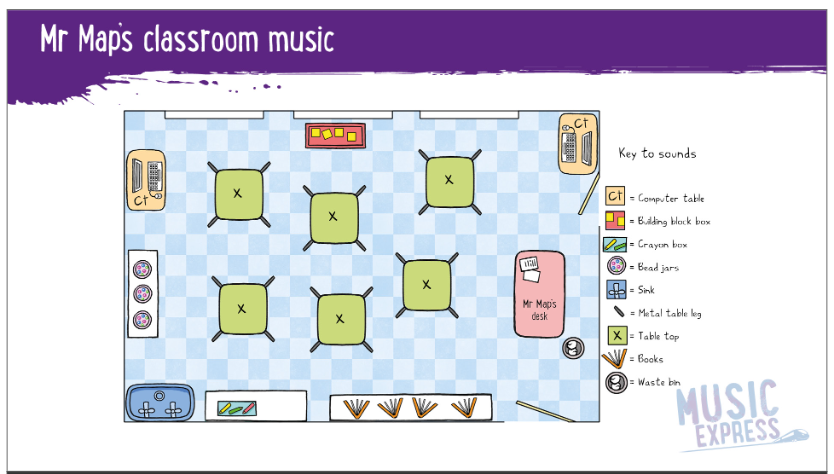 Mr Map's classroom music
Ct
Ct
X
X
X
X
X
X
Mr Map's
desk
Key to sounds
Ct = Computer table
= Building block box
= Crayon box
= Bead jars
= Sink
= Metal table leg
X = Table top
= Books
= Waste bin
MUSIC
EXPRESS